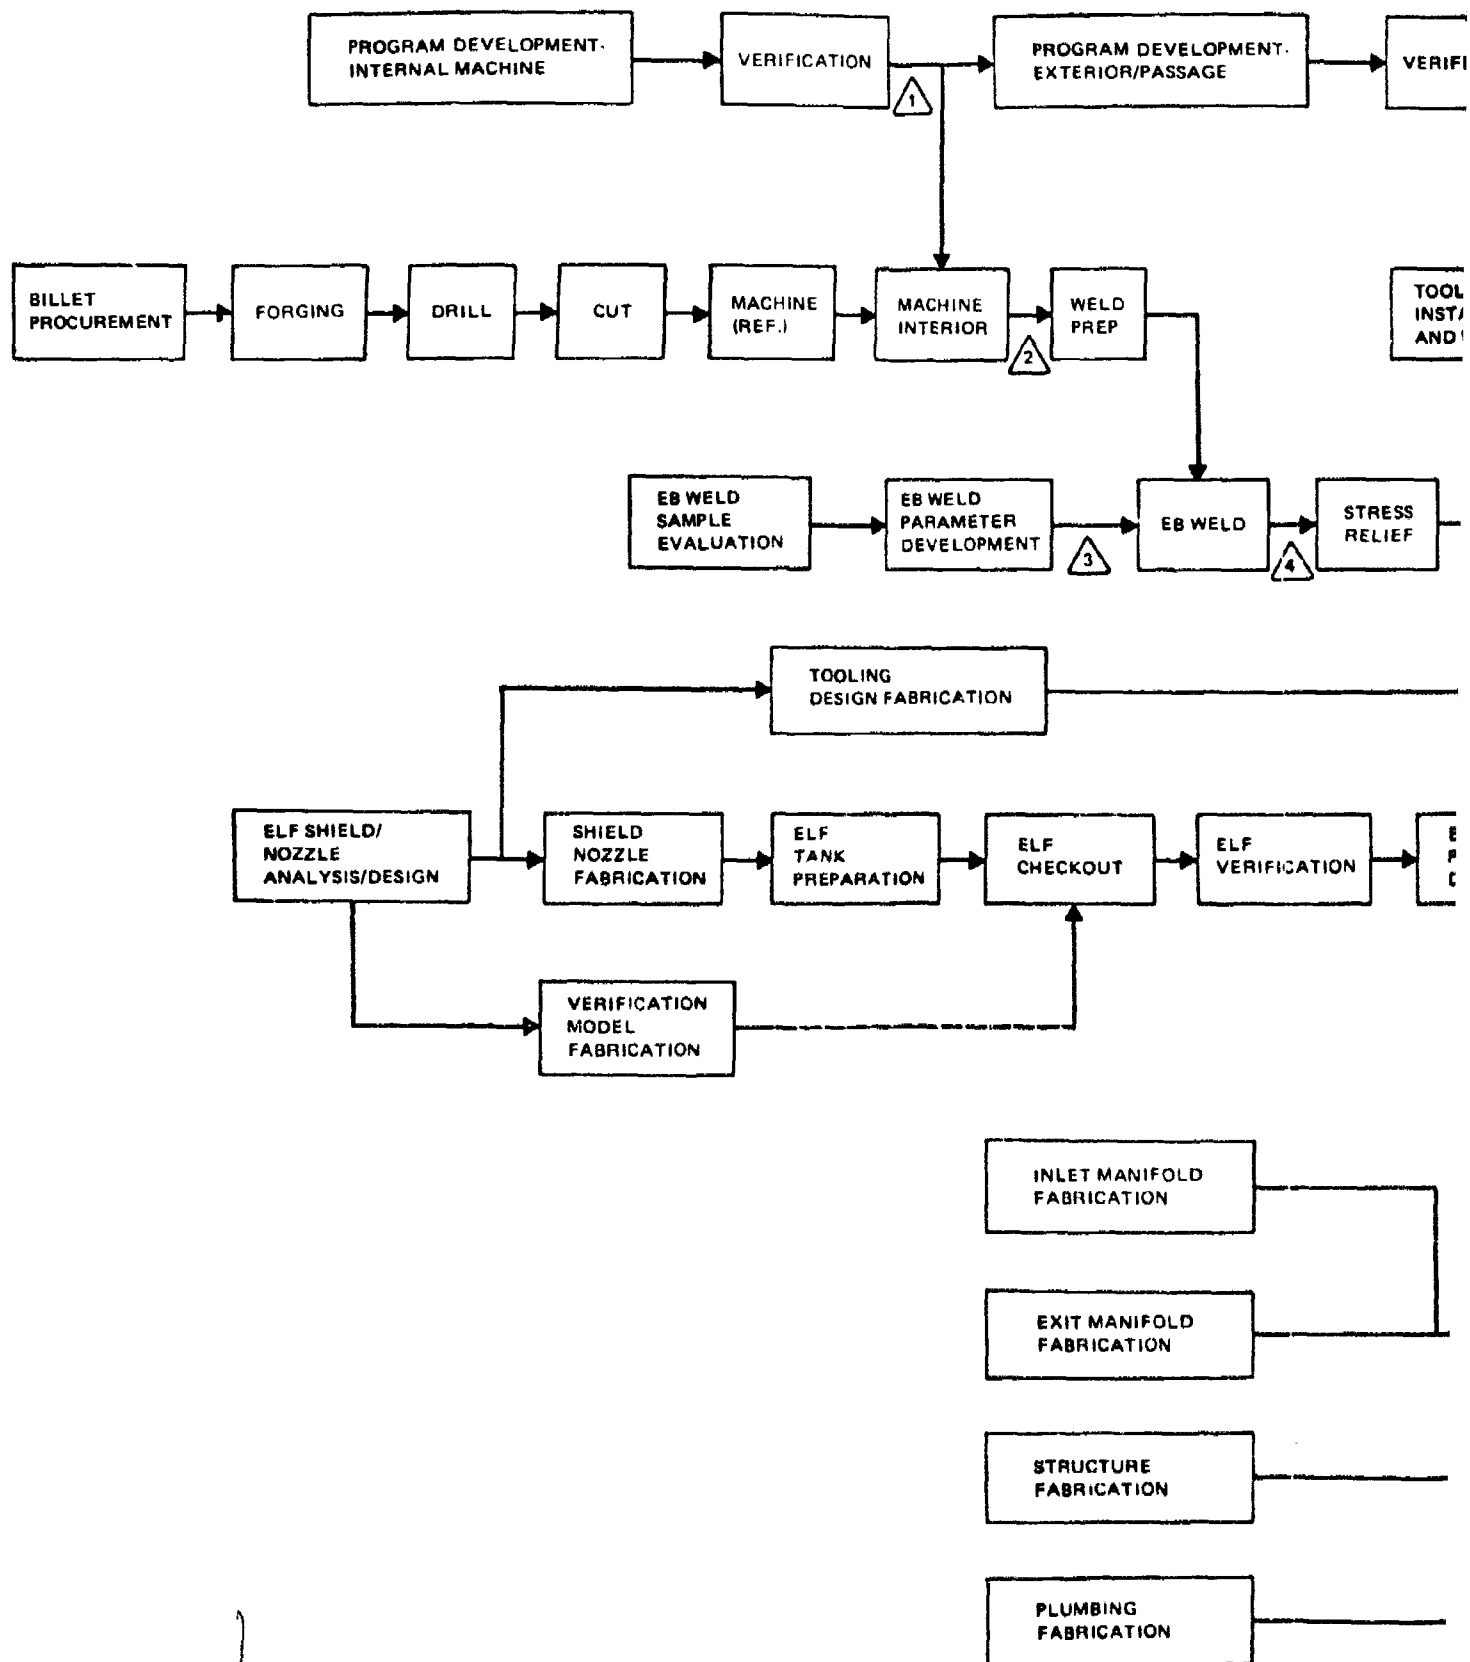 PROGRAM DEVELOPMENT-
INTERNAL MACHINE
VERIFICATION
PROGRAM DEVELOPMENT-
EXTERIOR/PASSAGE
1
BILLET
PROCUREMENT
FORGING
DRILL
CUT
MACHINE
(REF.)
MACHINE
INTERIOR
WELD
PREP
AND
2
EB WELD
SAMPLE
EVALUATION
EB WELD
PARAMETER
DEVELOPMENT
EB WELD
STRESS
RELIEF
3
4
TOOLING
DESIGN FABRICATION
ELF SHIELD/
NOZZLE
ANALYSIS/DESIGN
SHIELD
NOZZLE
FABRICATION
ELF
TANK
PREPARATION
ELF
CHECKOUT
ELF
VERIFICATION
VERIFICATION
MODEL
FABRICATION
INLET MANIFOLD
FABRICATION
EXIT MANIFOLD
FABRICATION
STRUCTURE
FABRICATION
PLUMBING
FABRICATION